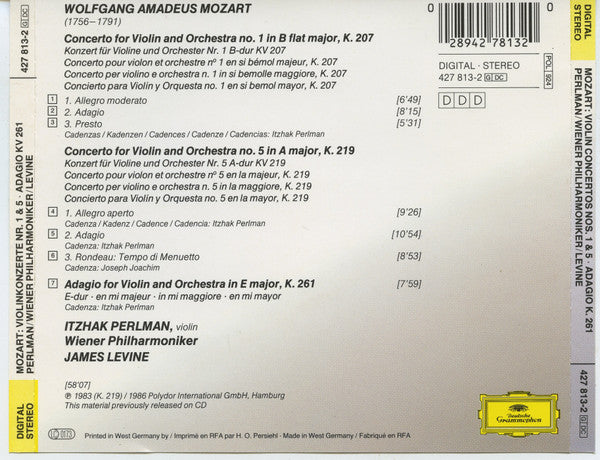 WOLFGANG AMADEUS MOZART
(1756–1791)
Concerto for Violin and Orchestra no. 1 in B flat major, K. 207
Konzert für Violine und Orchester Nr. 1 B-dur KV 207
Concerto pour violon et orchestre nº 1 en si bémol majeur, K. 207
Concerto per violino e orchestra n. 1 in si bemolle maggiore, K. 207
Concierto para Violín y Orquesta no. 1 en si bemol mayor, K. 207
1 1. Allegro moderato [6'49]
2 2. Adagio [8'15]
3 3. Presto [5'31]
Cadenzas / Kadenzen / Cadences / Cadenze / Cadencias: Itzhak Perlman
Concerto for Violin and Orchestra no. 5 in A major, K. 219
Konzert für Violine und Orchester Nr. 5 A-dur KV 219
Concerto pour violon et orchestre nº 5 en la majeur, K. 219
Concerto per violino e orchestra n. 5 in la maggiore, K. 219
Concierto para Violín y Orquesta no. 5 en la mayor, K. 219
4 1. Allegro aperto [9'26]
Cadenza / Kadenz / Cadence / Cadencia: Itzhak Perlman
5 2. Adagio [10'54]
Cadenza: Itzhak Perlman
6 3. Rondeau: Tempo di Menuetto [8'53]
Cadenza: Joseph Joachim
7 Adagio for Violin and Orchestra in E major, K. 261 [7'59]
E-dur · en mi majeur · in mi maggiore · en mi mayor
Cadenza: Itzhak Perlman
ITZHAK PERLMAN, violin
Wiener Philharmoniker
JAMES LEVINE
[58'07]
℗ 1983 (K. 219) / 1986 Polydor International GmbH, Hamburg
This material previously released on CD
Printed in West Germany by / Imprimé en RFA par H. O. Persiehl · Made in West Germany / Fabriqué en RFA
0 28942 78132 0
DIGITAL · STEREO
427 813-2 GDC
POL 924
D D D
Deutsche
Grammophon
427 813-2 GDC
MOZART: VIOLINKONZERTE NR. 1 & 5 · ADAGIO KV 261
PERLMAN / WIENER PHILHARMONIKER / LEVINE
DIGITAL
STEREO
DIGITAL
STEREO
MOZART: VIOLIN CONCERTOS NOS. 1 & 5 · ADAGIO K. 261
PERLMAN / WIENER PHILHARMONIKER / LEVINE
427 813-2 GDC